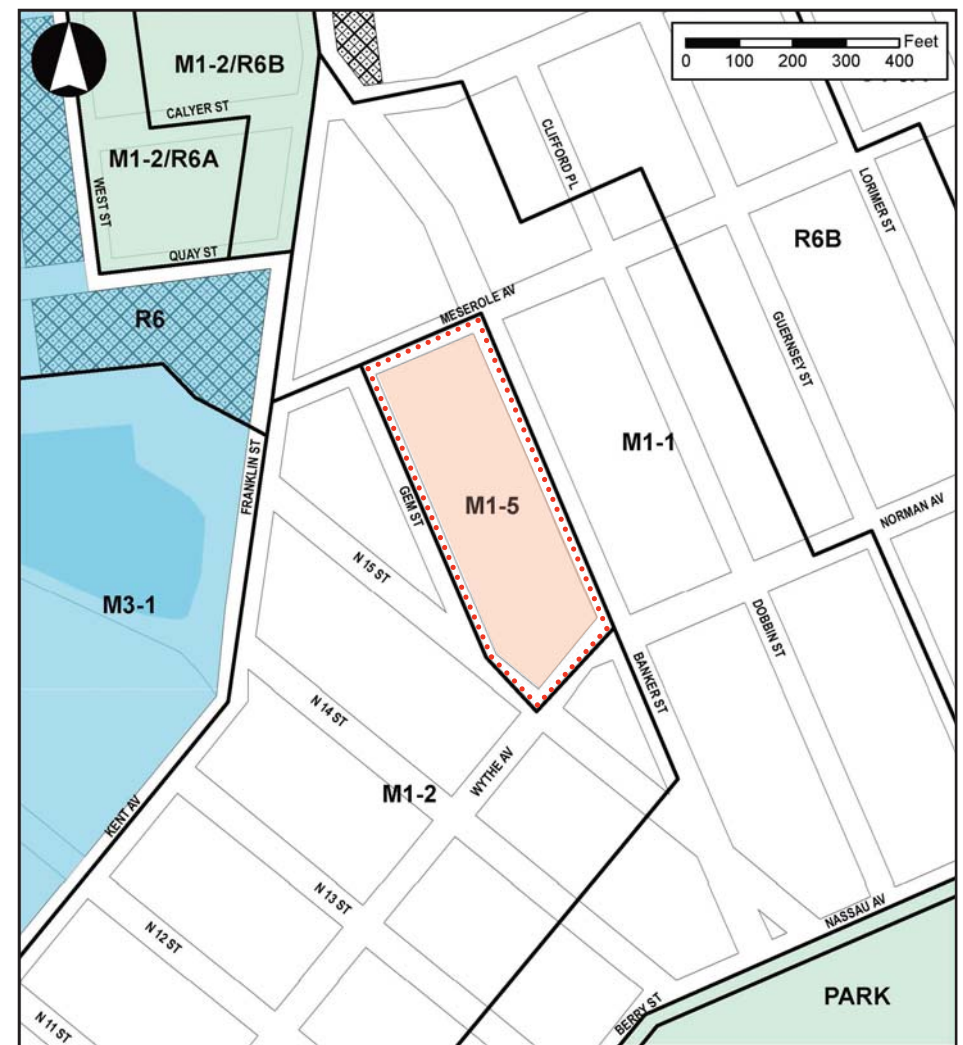 M1-2/R6B
Feet
0 100 200 300 400
CALYER ST
M1-2/R6A
CLIFFORD PL
WEST ST
LORIMER ST
QUAY ST
R6B
MESEROLE AV
R6
GUERNSEY ST
M1-1
FRANKLIN ST
GEM ST
M1-5
NORMAN AV
N 15 ST
M3-1
DOBBIN ST
BANKER ST
N 14 ST
WYTHE AV
M1-2
KENT AV
N 13 ST
NASSAU AV
N 12 ST
PARK
BERRY ST
N 11 ST